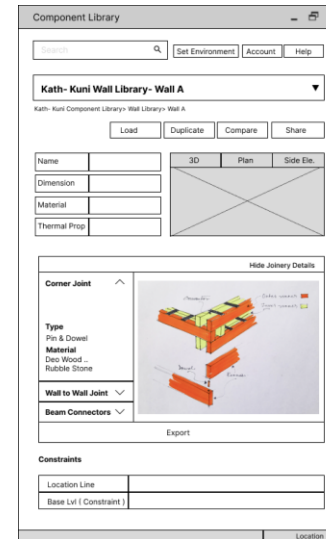 Component Library
Search
Set Environment
Account
Help
Kath- Kuni Wall Library- Wall A
Kath- Kuni Component Library> Wall Library> Wall A
Load
Duplicate
Compare
Share
Name
Dimension
Material
Thermal Prop
3D
Plan
Side Ele.
Hide Joinery Details
Corner Joint
Type
Pin & Dowel
Material
Deo Wood ..
Rubble Stone
Wall to Wall Joint
Beam Connectors
Export
Constraints
Location Line
Base Lvl ( Constraint )
Location